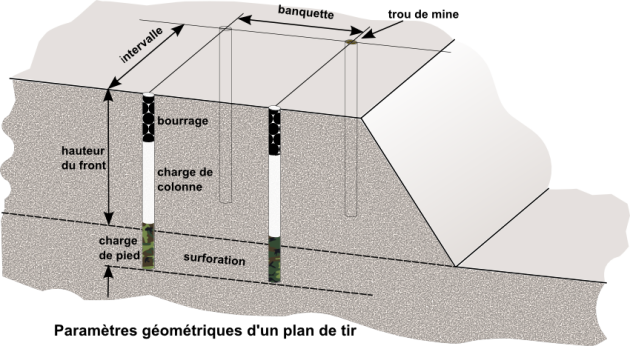 banquette
trou de mine
intervalle
bourrage
hauteur
du front
charge de
colonne
charge
de pied
surforation
Paramètres géométriques d'un plan de tir